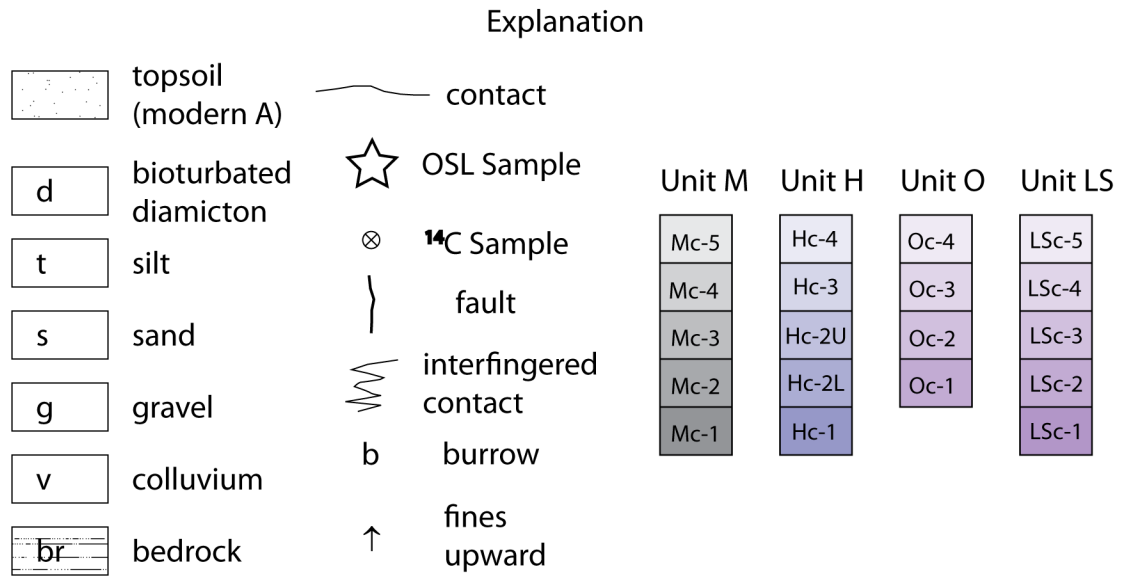 Explanation
topsoil
(modern A)
d
bioturbated
diamicton
t
silt
s
sand
g
gravel
v
colluvium
br
bedrock
contact
OSL Sample
14C Sample
fault
interfingered
contact
b
burrow
fines
upward
Unit M
Mc-5
Mc-4
Mc-3
Mc-2
Mc-1
Unit H
Hc-4
Hc-3
Hc-2U
Hc-2L
Hc-1
Unit O
Oc-4
Oc-3
Oc-2
Oc-1
Unit LS
LSc-5
LSc-4
LSc-3
LSc-2
LSc-1